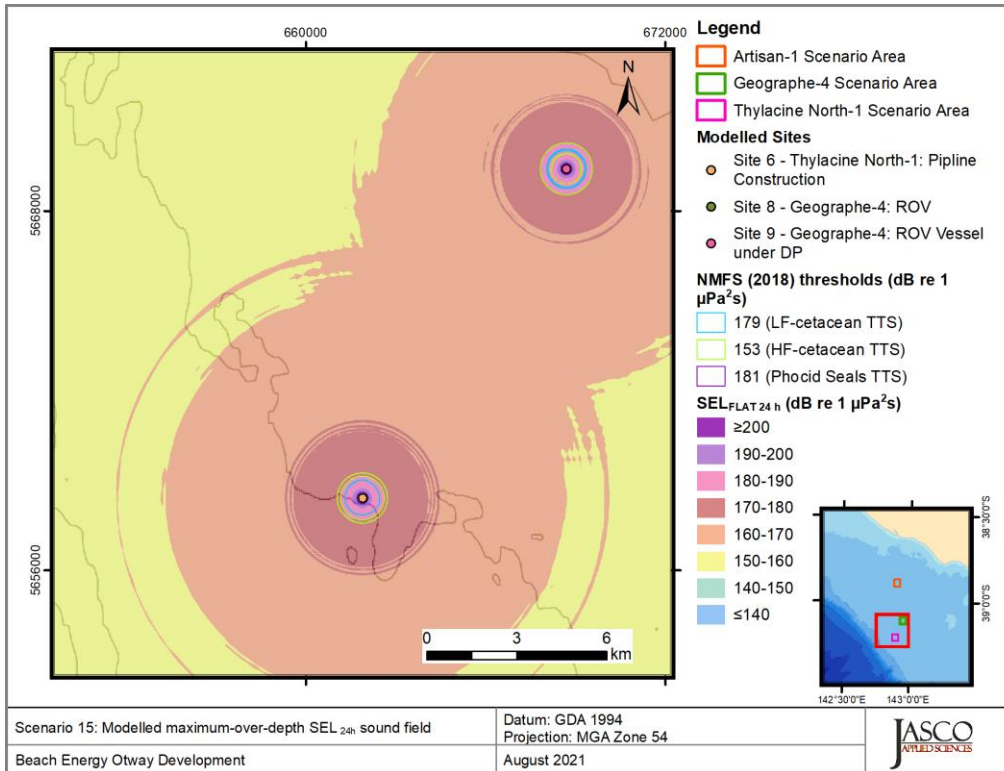 660000
672000
5668000
5656000
N
0 3 6
km
Legend
Artisan-1 Scenario Area
Geographe-4 Scenario Area
Thylacine North-1 Scenario Area
Modelled Sites
Site 6 - Thylacine North-1: Pipline
Construction
Site 8 - Geographe-4: ROV
Site 9 - Geographe-4: ROV Vessel
under DP
NMFS (2018) thresholds (dB re 1
µPa²s)
179 (LF-cetacean TTS)
153 (HF-cetacean TTS)
181 (Phocid Seals TTS)
SEL FLAT 24 h (dB re 1 µPa²s)
≥200
190-200
180-190
170-180
160-170
150-160
140-150
≤140
38°30'0"S
39°0'0"S
142°30'0"E 143°0'0"E
Scenario 15: Modelled maximum-over-depth SEL 24h sound field
Beach Energy Otway Development
Datum: GDA 1994
Projection: MGA Zone 54
August 2021
JASCO
APPLIED SCIENCES